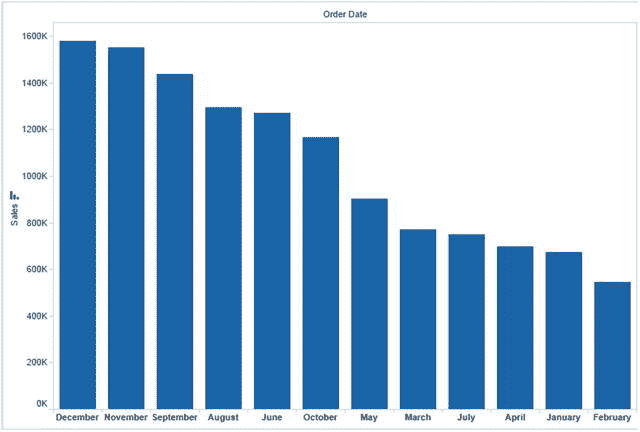 Order Date
Sales
1600K
1400K
1200K
1000K
800K
600K
400K
200K
0K
December November September August June October May March July April January February